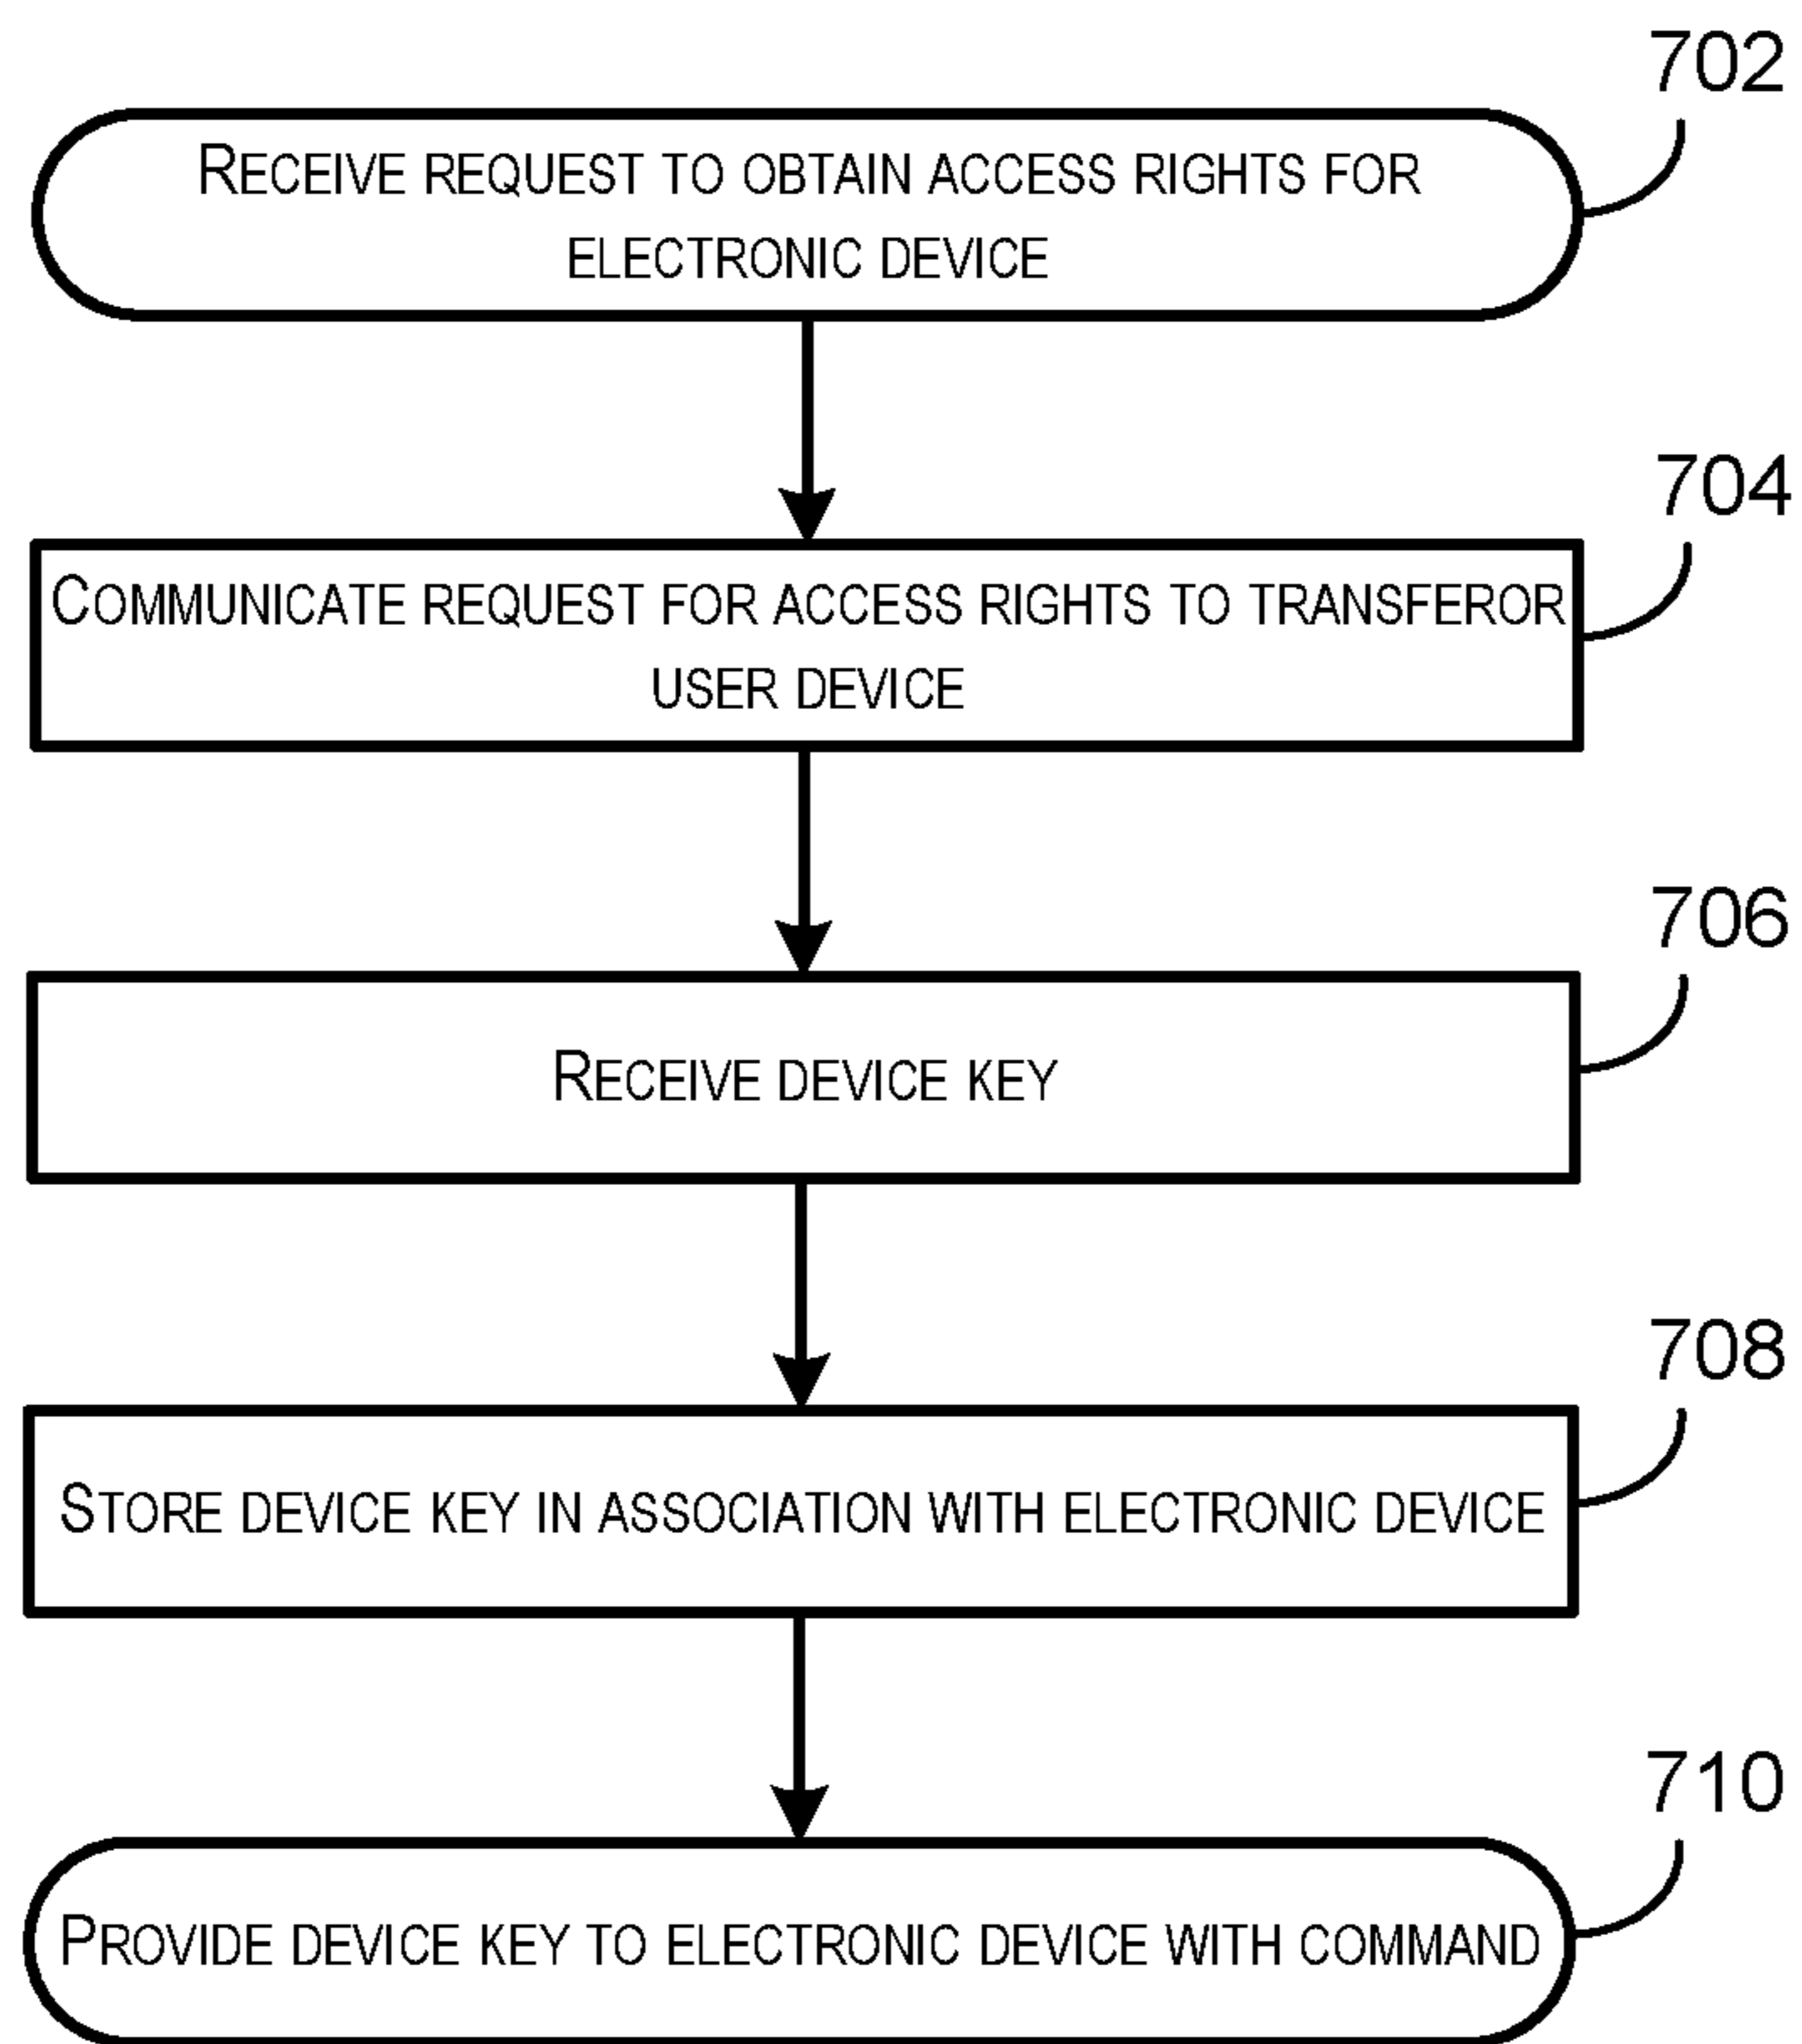 702
RECEIVE REQUEST TO OBTAIN ACCESS RIGHTS FOR
ELECTRONIC DEVICE
704
COMMUNICATE REQUEST FOR ACCESS RIGHTS TO TRANSFEROR
USER DEVICE
706
RECEIVE DEVICE KEY
708
STORE DEVICE KEY IN ASSOCIATION WITH ELECTRONIC DEVICE
710
PROVIDE DEVICE KEY TO ELECTRONIC DEVICE WITH COMMAND